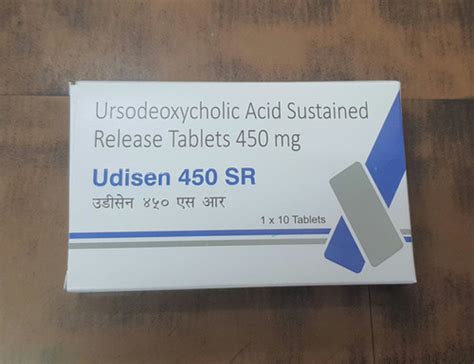 Ursodeoxycholic Acid Sustained
Release Tablets 450 mg
Udisen 450 SR
उडीसेन ४५० एस आर
1 x 10 Tablets